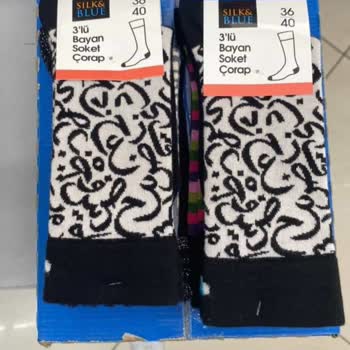 SILK&
BLUE
36
40
3'lü
Bayan
Soket
Çorap
SILK&
BLUE
36
40
3'lü
Bayan
Soket
Çorap